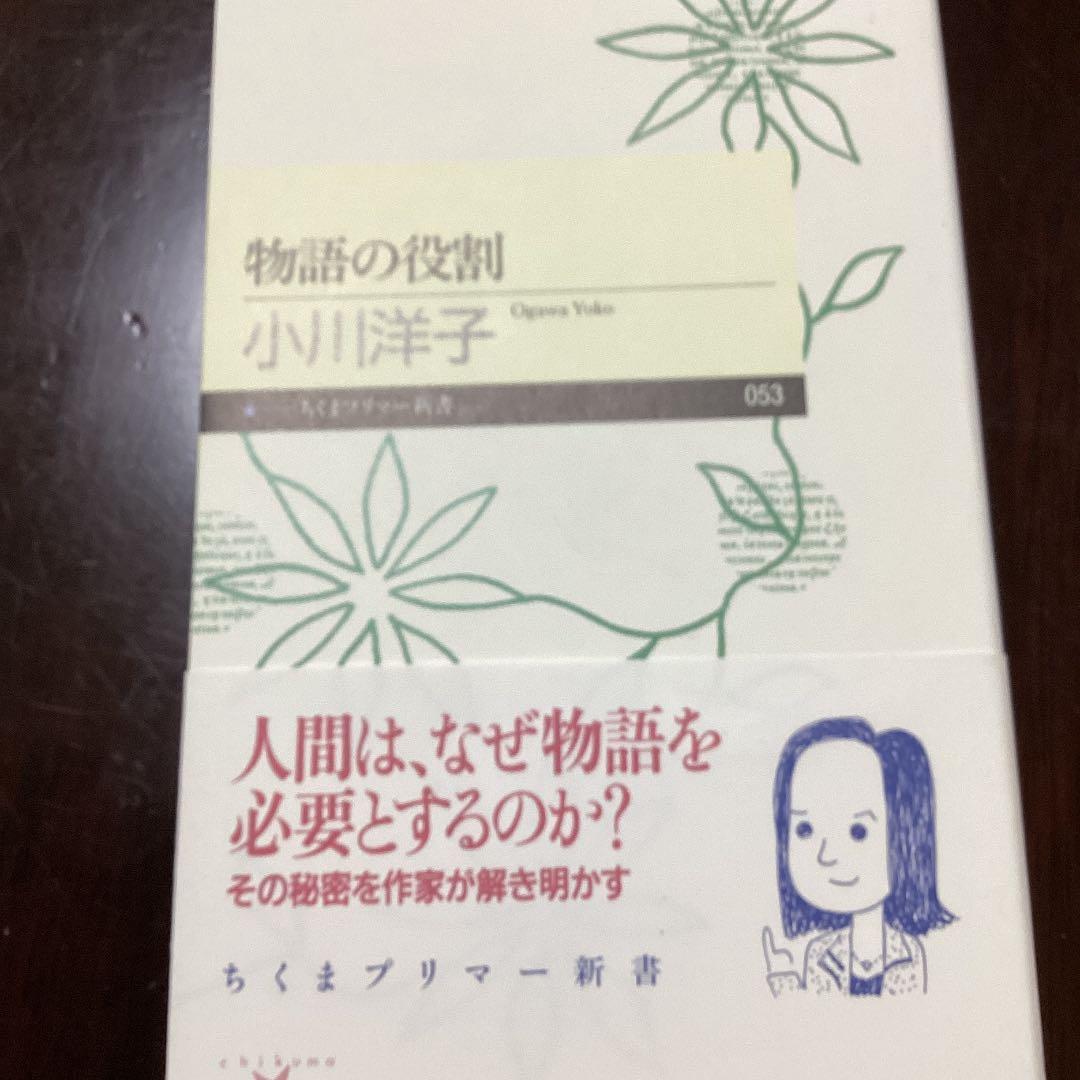 物語の役割
小川洋子 Ogawa Yoko
ちくまプリマー新書 053
人間は、なぜ物語を
必要とするのか?
その秘密を作家が解き明かす
ちくまプリマー新書
chikuma